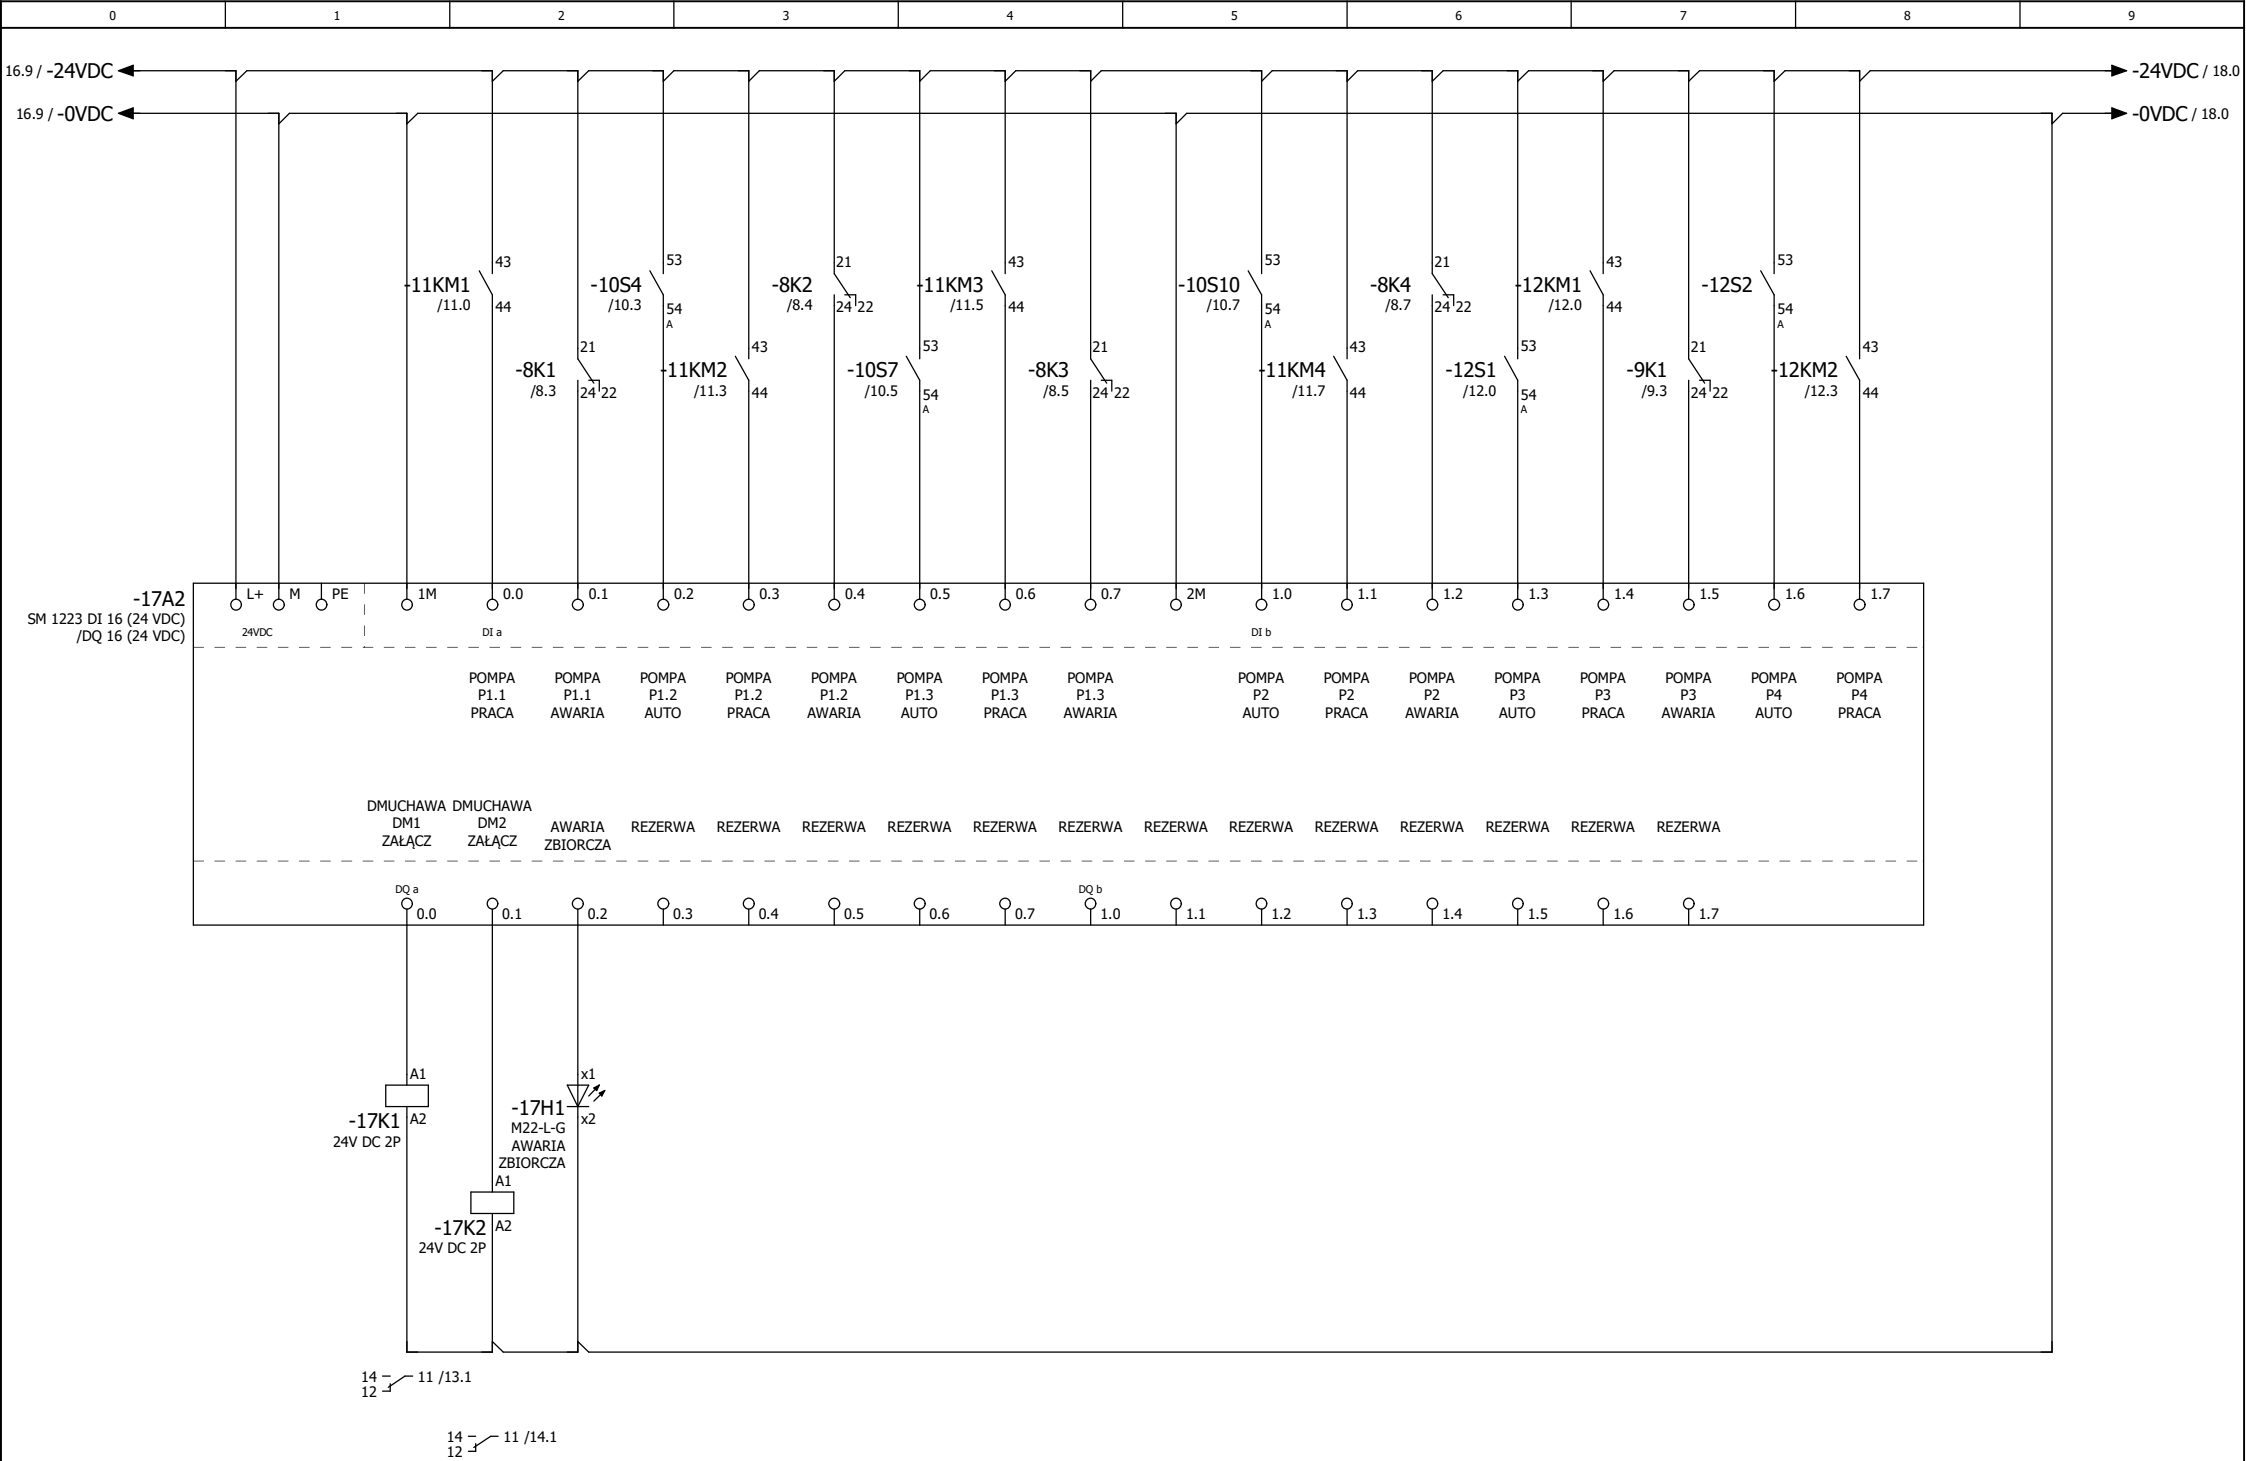 0 1 2 3 4 5 6 7 8 9
16.9 / -24VDC
-24VDC / 18.0
16.9 / -0VDC
-0VDC / 18.0
43 53 21 43 53 21 43 53
-11KM1 -10S4 -8K2 -11KM3 -10S10 -8K4 -12KM1 -12S2
/11.0 /10.3 /8.4 /11.5 /10.7 /8.7 /12.0
44 54 24 22 44 54 24 22 44 54
A A A
21 43 53 21 43 53 21 43
-8K1 -11KM2 -10S7 -8K3 -11KM4 -12S1 -9K1 -12KM2
/8.3 /11.3 /10.5 /8.5 /11.7 /12.0 /9.3 /12.3
24 22 44 54 24 22 44 54 24 22 44
A A
-17A2
SM 1223 DI 16 (24 VDC)
/DQ 16 (24 VDC)
L+ M PE 1M 0.0 0.1 0.2 0.3 0.4 0.5 0.6 0.7 2M 1.0 1.1 1.2 1.3 1.4 1.5 1.6 1.7
24VDC DI a DI b
POMPA POMPA POMPA POMPA POMPA POMPA POMPA POMPA POMPA POMPA POMPA POMPA POMPA POMPA POMPA POMPA
P1.1 P1.1 P1.2 P1.2 P1.2 P1.3 P1.3 P1.3 P2 P2 P2 P3 P3 P3 P4 P4
PRACA AWARIA AUTO PRACA AWARIA AUTO PRACA AWARIA AUTO PRACA AWARIA AUTO PRACA AWARIA AUTO PRACA
DMUCHAWA DMUCHAWA
DM1 DM2 AWARIA REZERWA REZERWA REZERWA REZERWA REZERWA REZERWA REZERWA REZERWA REZERWA REZERWA REZERWA REZERWA REZERWA
ZAŁĄCZ ZAŁĄCZ ZBIORCZA
DQ a DQ b
0.0 0.1 0.2 0.3 0.4 0.5 0.6 0.7 1.0 1.1 1.2 1.3 1.4 1.5 1.6 1.7
A1
-17K1
A2
24V DC 2P
x1
-17H1
x2
M22-L-G
AWARIA
ZBIORCZA
A1
-17K2
A2
24V DC 2P
14 11 /13.1
12
14 11 /14.1
12